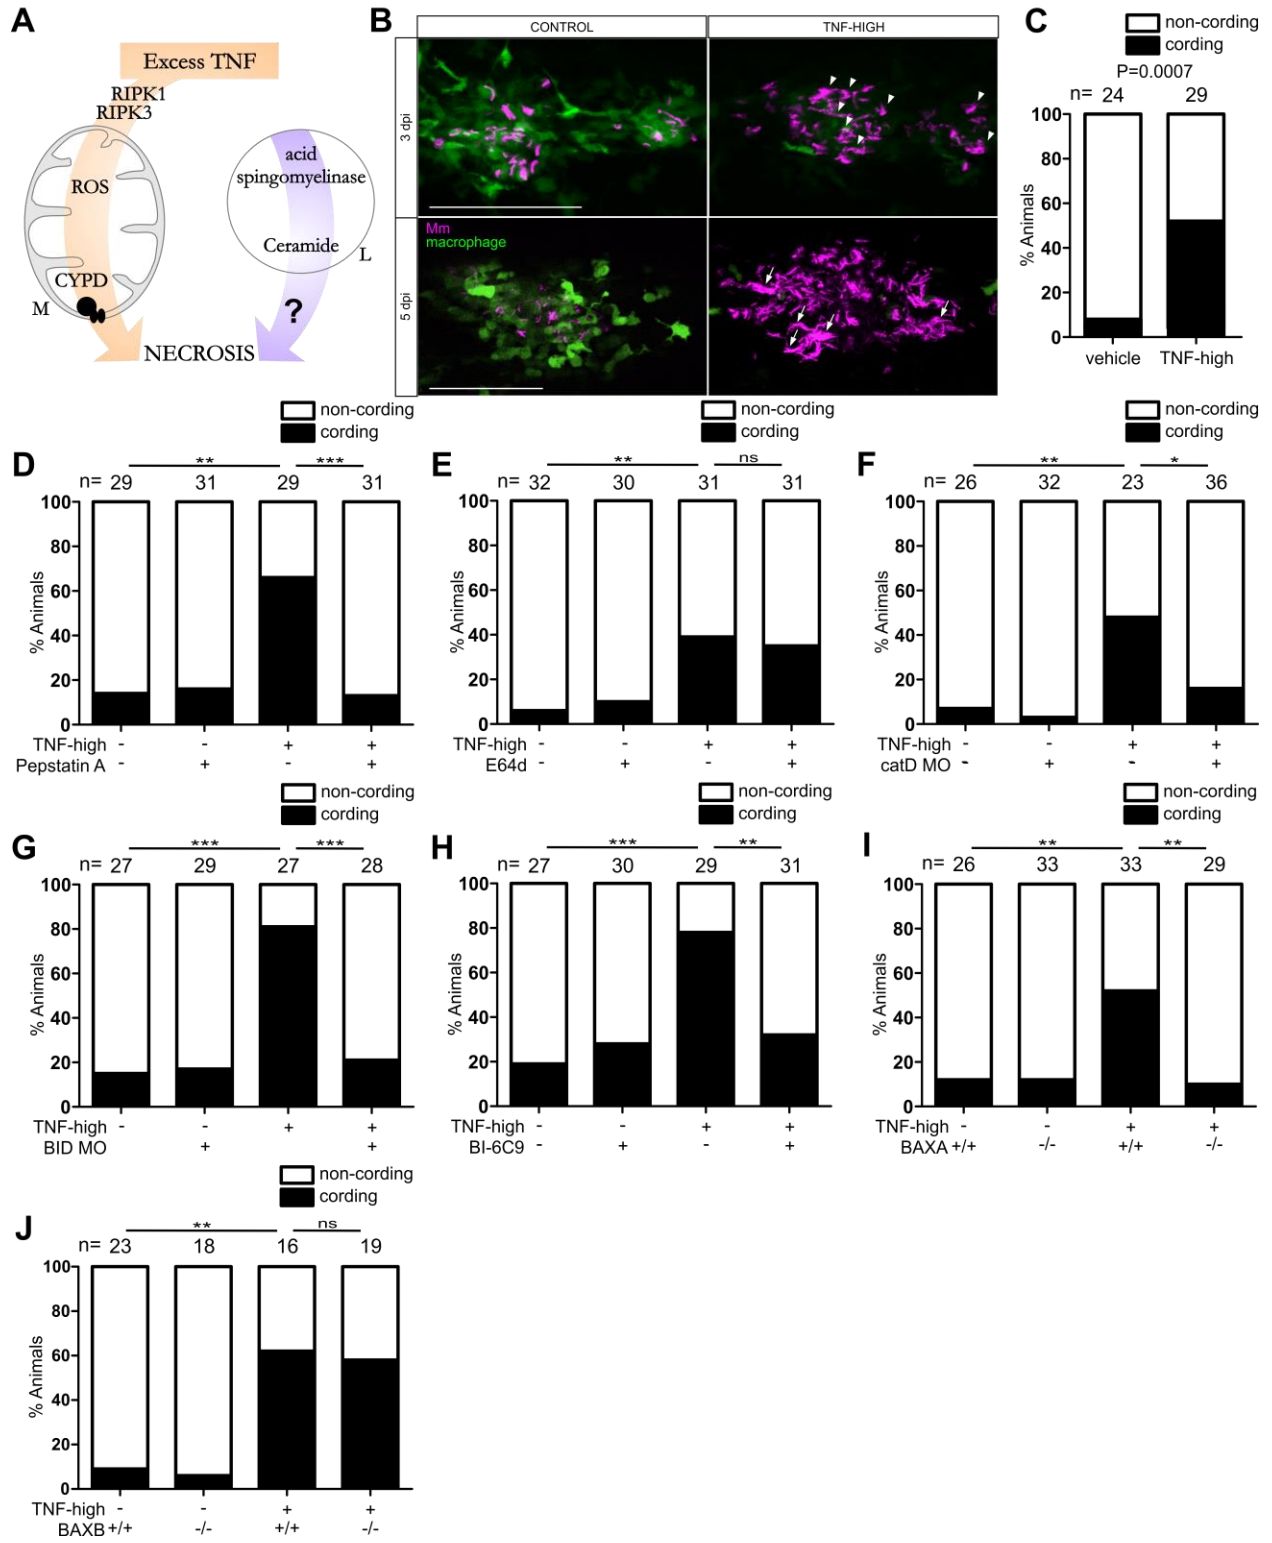 A
Excess TNF
RIPK1
RIPK3
ROS
CYPD
M
acid
spingomyelinase
Ceramide
L
?
NECROSIS
B
CONTROL
TNF-HIGH
3 dpi
5 dpi
Mm
macrophage
C
non-cording
cording
P=0.0007
n= 24 29
% Animals
100
80
60
40
20
0
vehicle TNF-high
D
non-cording
cording
** ***
n= 29 31 29 31
% Animals
100
80
60
40
20
0
TNF-high - - + +
Pepstatin A - + - +
E
non-cording
cording
** ns
n= 32 30 31 31
% Animals
100
80
60
40
20
0
TNF-high - - + +
E64d - + - +
F
non-cording
cording
** *
n= 26 32 23 36
% Animals
100
80
60
40
20
0
TNF-high - - + +
catD MO - + - +
G
non-cording
cording
*** ***
n= 27 29 27 28
% Animals
100
80
60
40
20
0
TNF-high - - + +
BID MO - + - +
H
non-cording
cording
*** **
n= 27 30 29 31
% Animals
100
80
60
40
20
0
TNF-high - - + +
BI-6C9 - + - +
I
non-cording
cording
** **
n= 26 33 33 29
% Animals
100
80
60
40
20
0
TNF-high - - + +
BAXA +/+ -/- +/+ -/-
J
non-cording
cording
** ns
n= 23 18 16 19
% Animals
100
80
60
40
20
0
TNF-high - - + +
BAXB +/+ -/- +/+ -/-